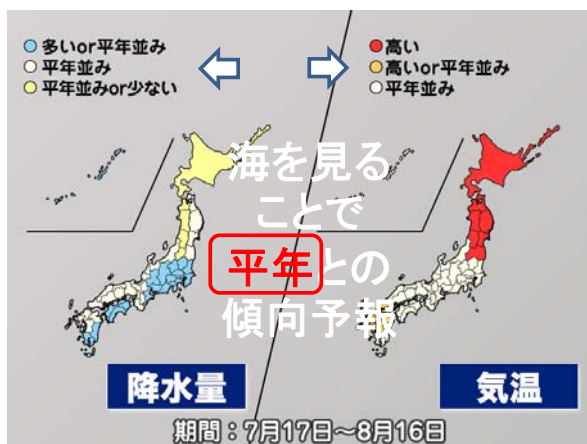 多いor平年並み
平年並み
平年並みor少ない
高い
高いor平年並み
平年並み
海を見る
ことで
平年との
傾向予報
降水量
気温
期間：7月17日～8月16日